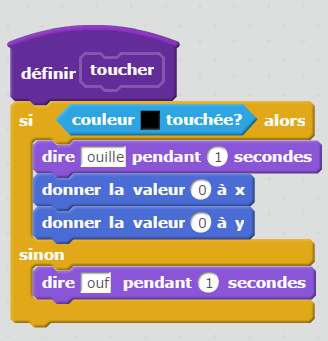 définir toucher
si couleur touchée? alors
dire ouille pendant 1 secondes
donner la valeur 0 à x
donner la valeur 0 à y
sinon
dire ouf pendant 1 secondes